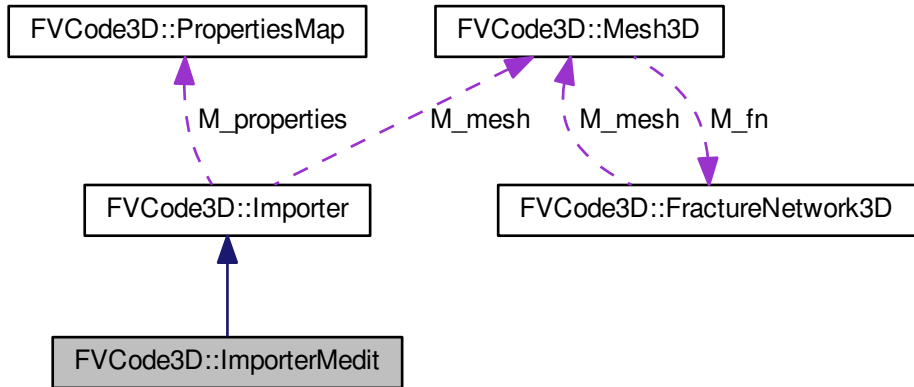 FVCode3D::PropertiesMap
FVCode3D::Mesh3D
M_properties
M_mesh
M_mesh
M_fn
FVCode3D::Importer
FVCode3D::FractureNetwork3D
FVCode3D::ImporterMedit